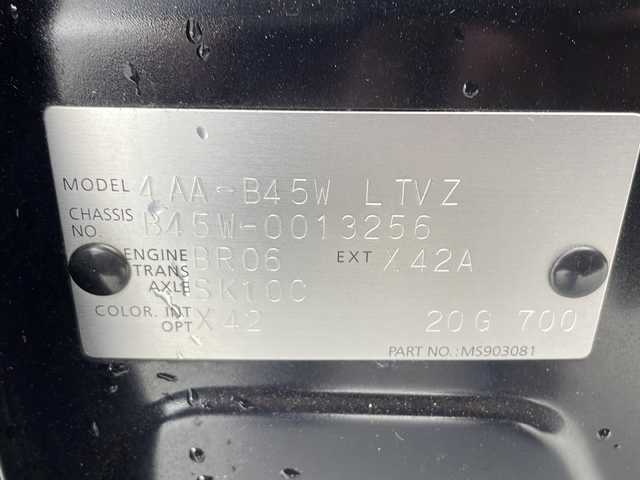 MODEL 4AA-B45W LTVZ
CHASSIS NO. B45W-0013256
ENGINE BR06 EXT X42A
TRANS AXLE SK10C
COLOR. INT OPT X42 20G 700
PART NO.:MS903081